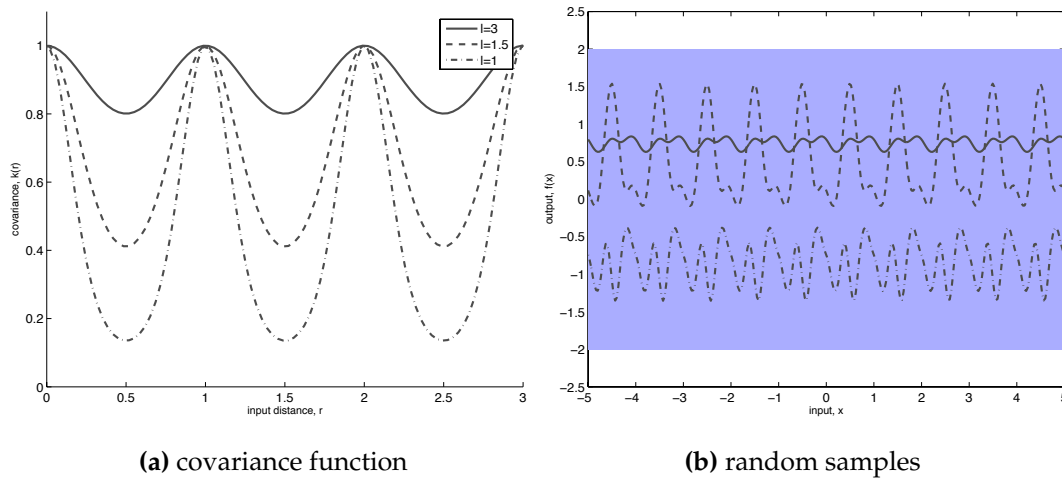 l=3
l=1.5
l=1
1
0.8
0.6
0.4
0.2
0
covariance, k(r)
0 0.5 1 1.5 2 2.5 3
input distance, r
(a) covariance function
2.5
2
1.5
1
0.5
0
−0.5
−1
−1.5
−2
−2.5
output, f(x)
−5 −4 −3 −2 −1 0 1 2 3 4 5
input, x
(b) random samples